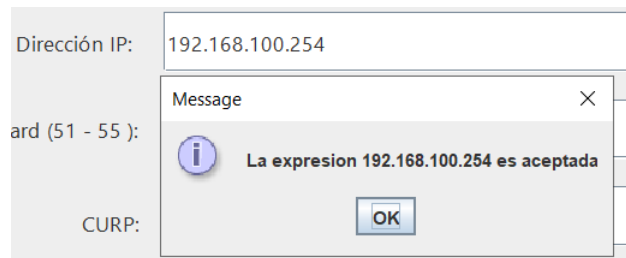 Dirección IP:
192.168.100.254
Message
ard (51 - 55 ):
La expresion 192.168.100.254 es aceptada
OK
CURP: